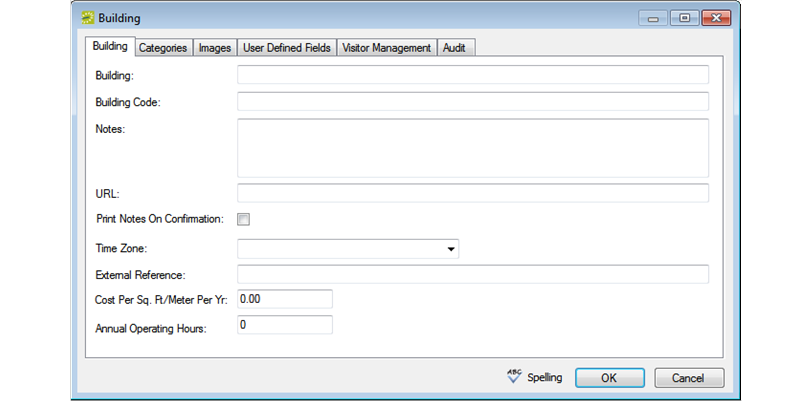 Building
Building Categories Images User Defined Fields Visitor Management Audit
Building:
Building Code:
Notes:
URL:
Print Notes On Confirmation:
Time Zone:
External Reference:
Cost Per Sq. Ft/Meter Per Yr: 0.00
Annual Operating Hours: 0
ABC Spelling OK Cancel